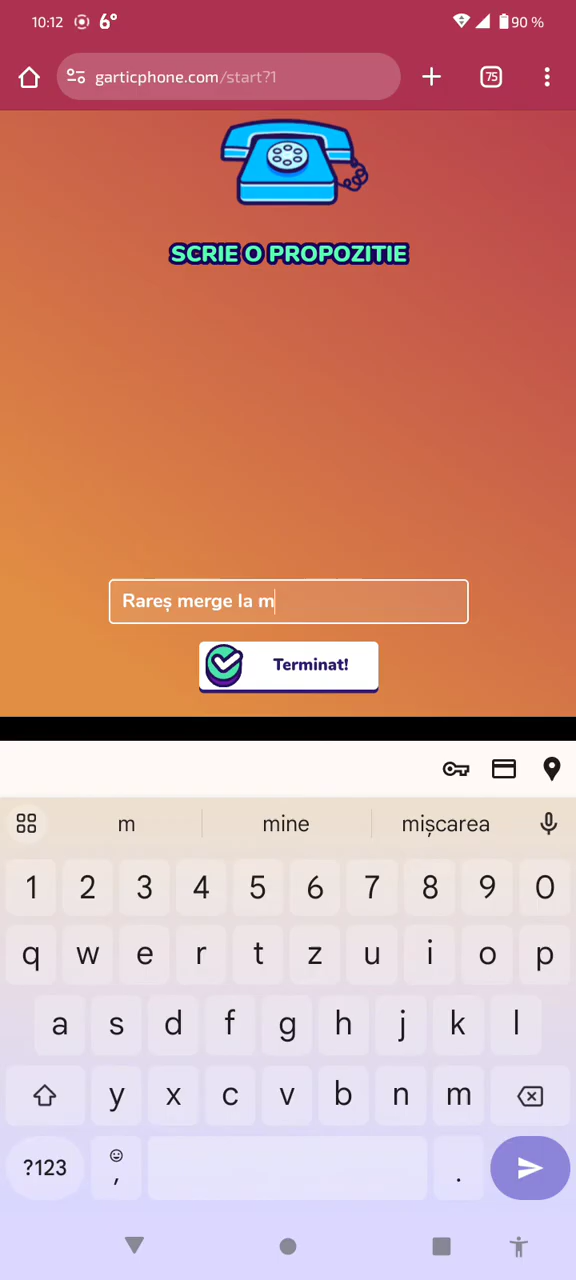 10:12 6° 90 %
garticphone.com/start?1 75
SCRIE O PROPOZITIE
Rareș merge la m
Terminat!
m mine mișcarea
1 2 3 4 5 6 7 8 9 0
q w e r t z u i o p
a s d f g h j k l
y x c v b n m
?123 , .